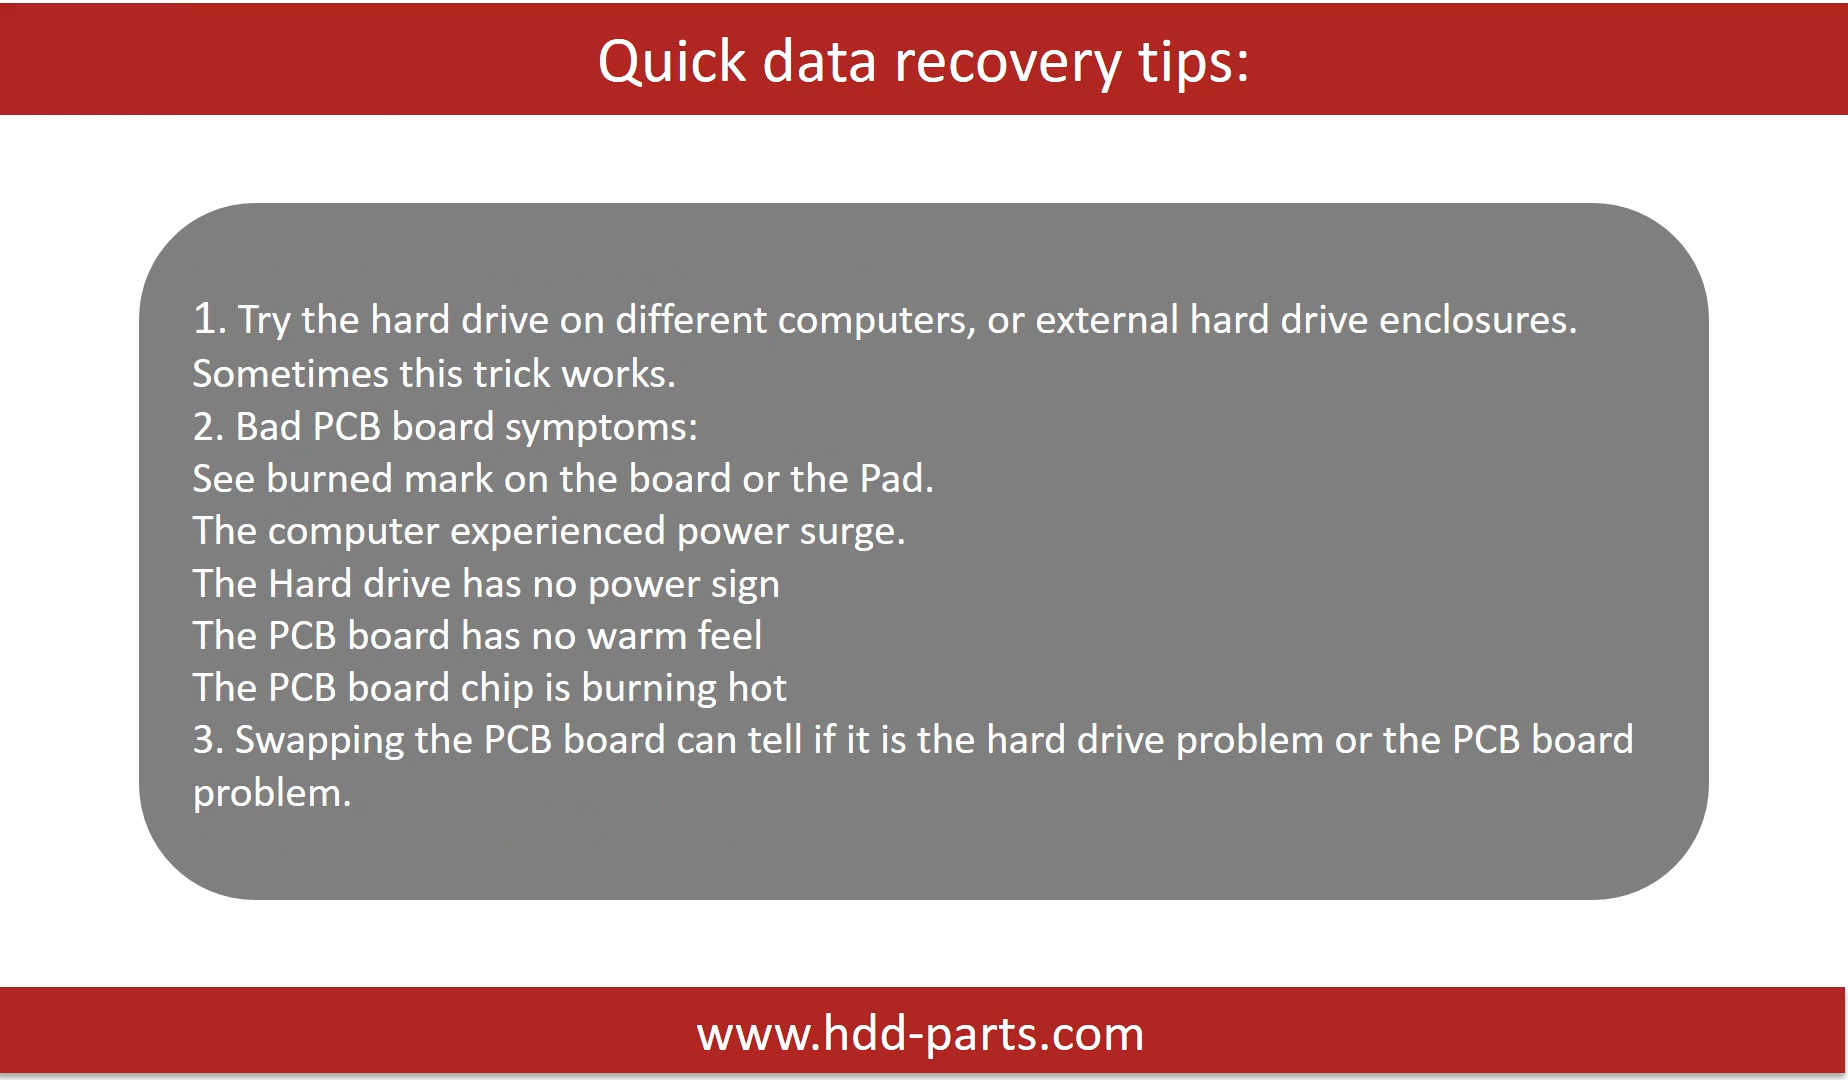 Quick data recovery tips:
1. Try the hard drive on different computers, or external hard drive enclosures.
Sometimes this trick works.
2. Bad PCB board symptoms:
See burned mark on the board or the Pad.
The computer experienced power surge.
The Hard drive has no power sign
The PCB board has no warm feel
The PCB board chip is burning hot
3. Swapping the PCB board can tell if it is the hard drive problem or the PCB board
problem.
www.hdd-parts.com